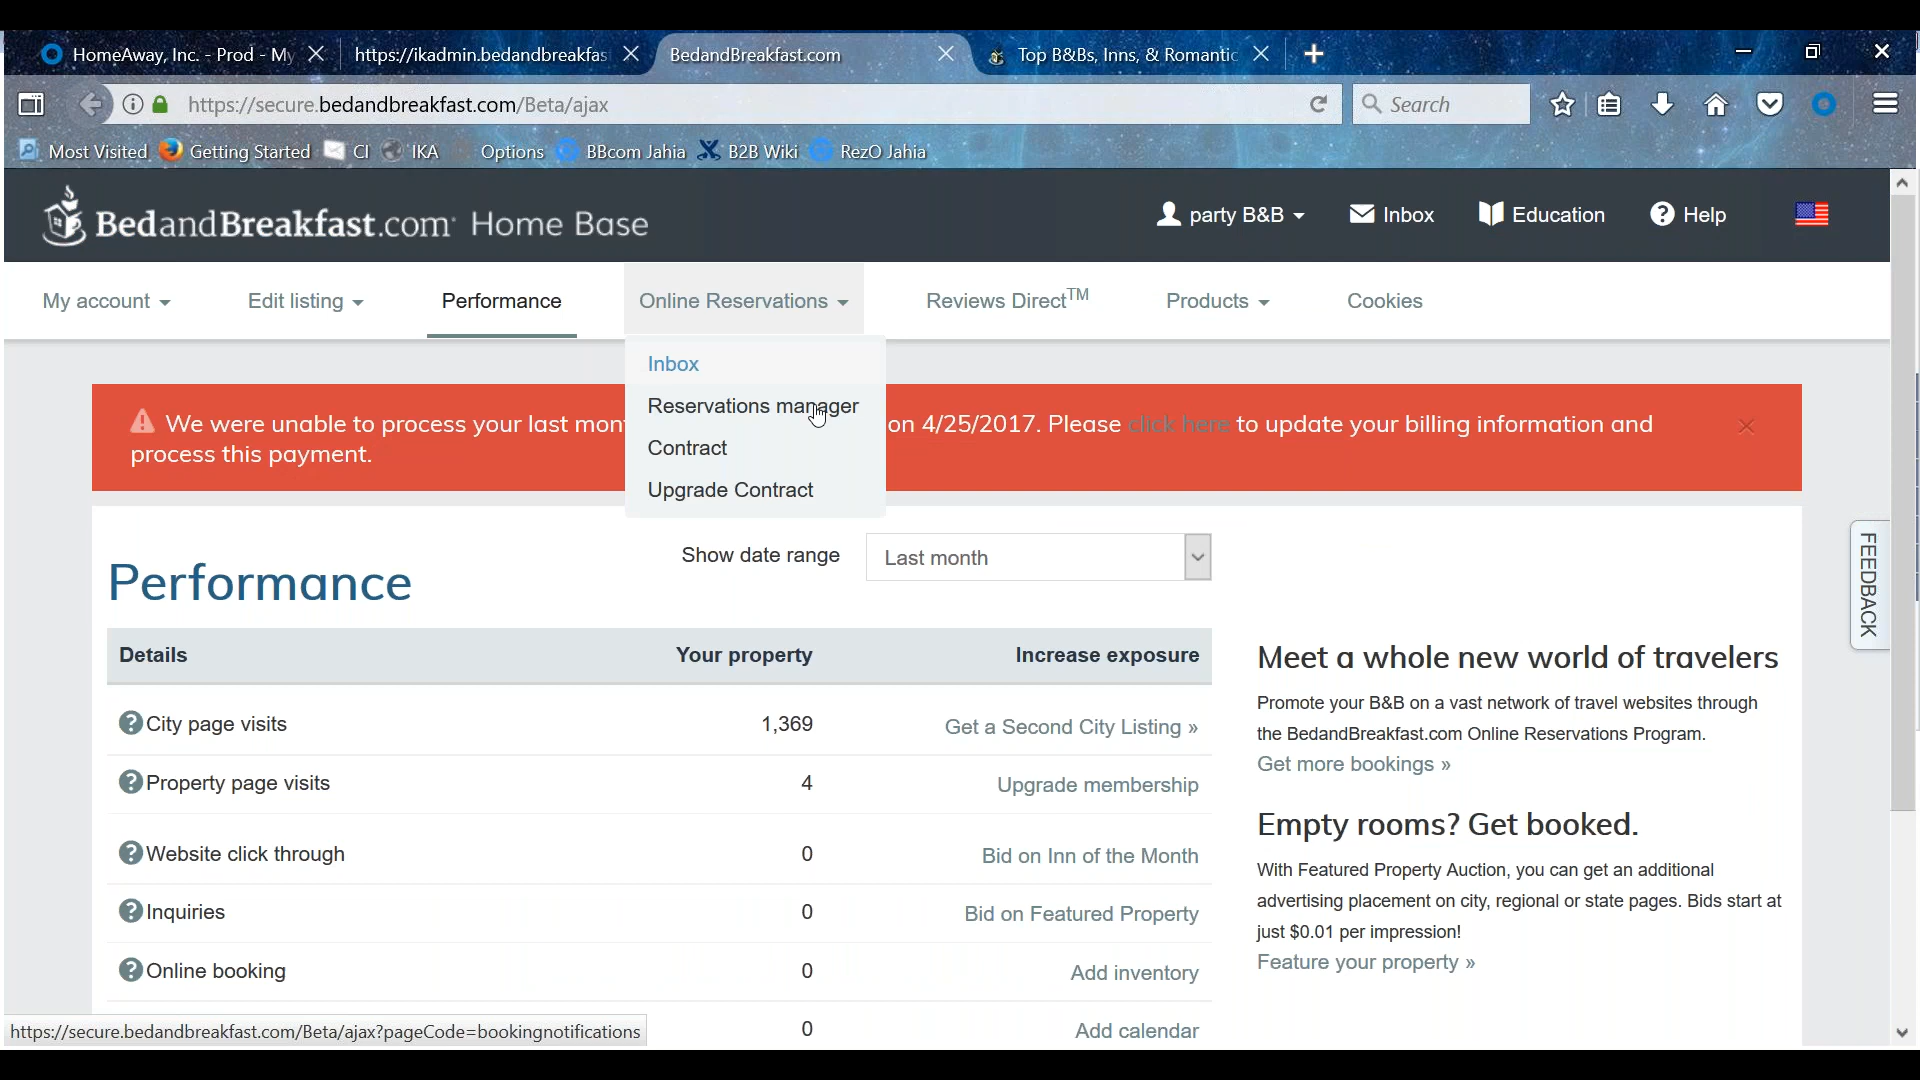 HomeAway, Inc. - Prod - My
https://ikadmin.bedandbreakfas
BedandBreakfast.com
Top B&Bs, Inns, & Romantic
https://secure.bedandbreakfast.com/Beta/ajax
Search
Most Visited
Getting Started
CI
IKA
Options
BBcom Jahia
B2B Wiki
RezO Jahia
BedandBreakfast.com Home Base
party B&B
Inbox
Education
Help
My account
Edit listing
Performance
Online Reservations
Reviews Direct™
Products
Cookies
Inbox
Reservations manager
Contract
Upgrade Contract
We were unable to process your last mon on 4/25/2017. Please click here to update your billing information and
process this payment.
Performance
Show date range
Last month
Details Your property Increase exposure
City page visits 1,369 Get a Second City Listing »
Property page visits 4 Upgrade membership
Website click through 0 Bid on Inn of the Month
Inquiries 0 Bid on Featured Property
Online booking 0 Add inventory
0 Add calendar
Meet a whole new world of travelers
Promote your B&B on a vast network of travel websites through
the BedandBreakfast.com Online Reservations Program.
Get more bookings »
Empty rooms? Get booked.
With Featured Property Auction, you can get an additional
advertising placement on city, regional or state pages. Bids start at
just $0.01 per impression!
Feature your property »
FEEDBACK
https://secure.bedandbreakfast.com/Beta/ajax?pageCode=bookingnotifications